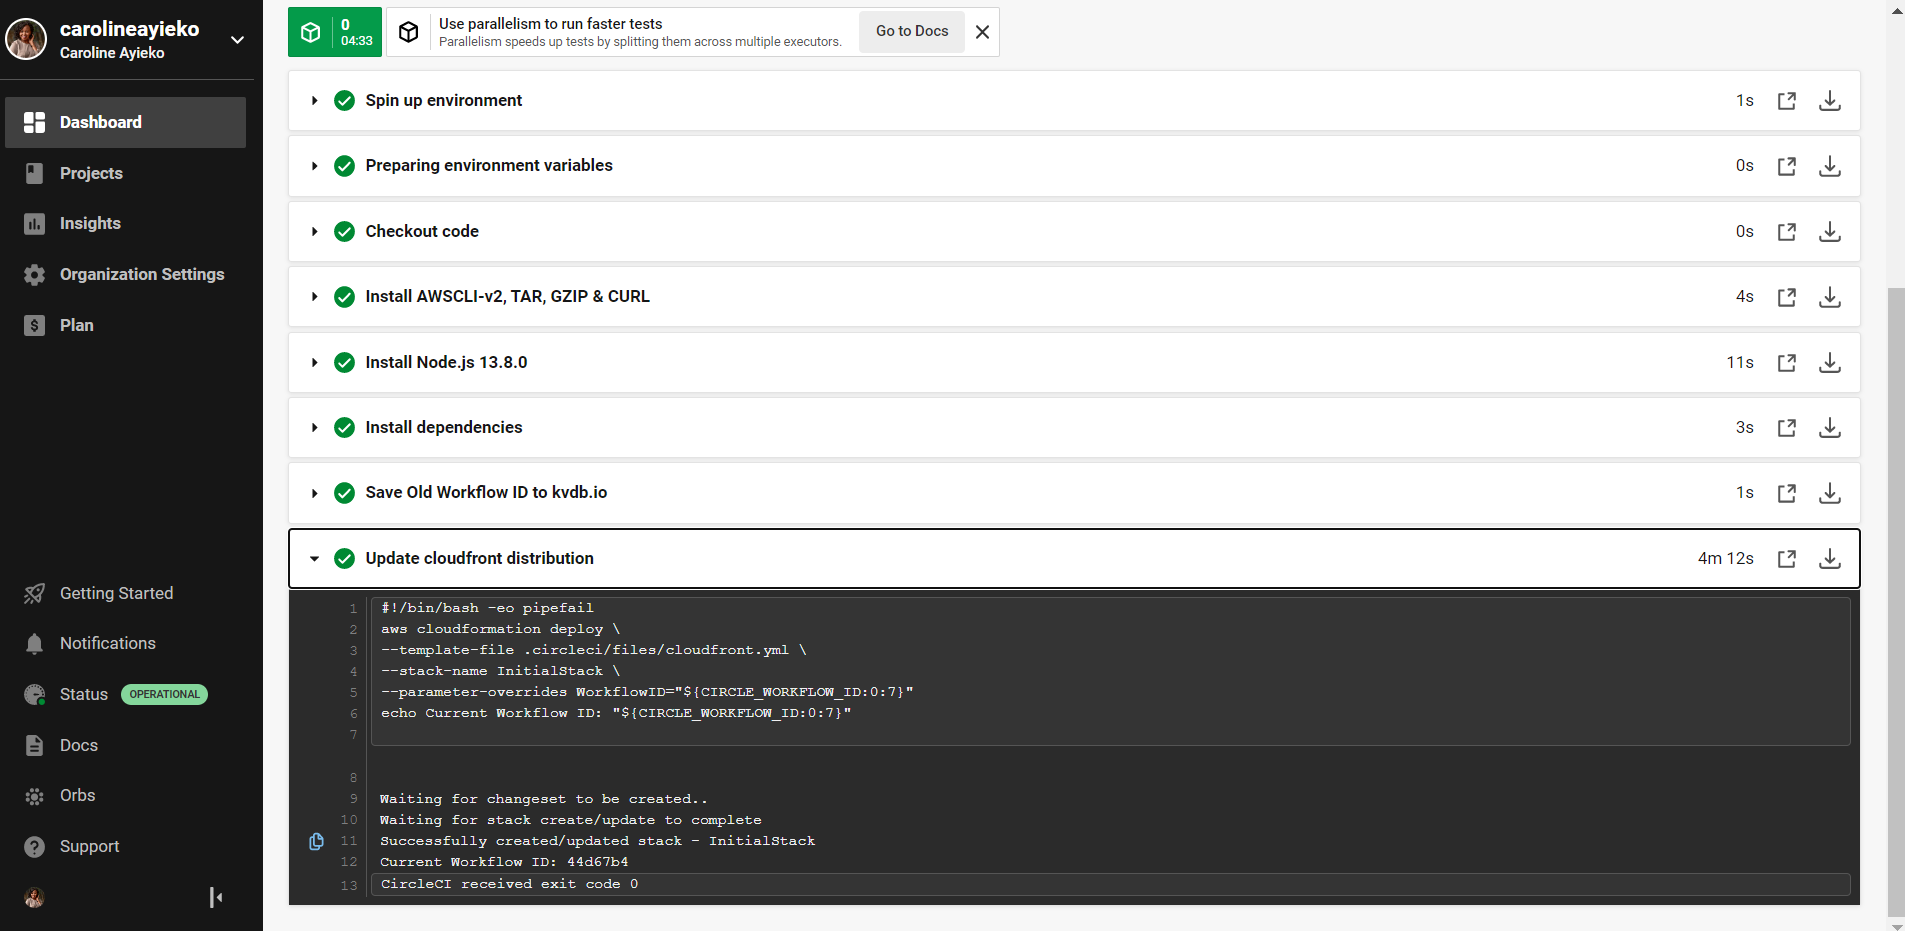 carolineayieko
Caroline Ayieko
Dashboard
Projects
Insights
Organization Settings
Plan
Getting Started
Notifications
Status OPERATIONAL
Docs
Orbs
Support
0
04:33
Use parallelism to run faster tests
Parallelism speeds up tests by splitting them across multiple executors.
Go to Docs
Spin up environment 1s
Preparing environment variables 0s
Checkout code 0s
Install AWSCLI-v2, TAR, GZIP & CURL 4s
Install Node.js 13.8.0 11s
Install dependencies 3s
Save Old Workflow ID to kvdb.io 1s
Update cloudfront distribution 4m 12s
1 #!/bin/bash -eo pipefail
2 aws cloudformation deploy \
3 --template-file .circleci/files/cloudfront.yml \
4 --stack-name InitialStack \
5 --parameter-overrides WorkflowID="${CIRCLE_WORKFLOW_ID:0:7}"
6 echo Current Workflow ID: "${CIRCLE_WORKFLOW_ID:0:7}"
7
8
9 Waiting for changeset to be created..
10 Waiting for stack create/update to complete
11 Successfully created/updated stack - InitialStack
12 Current Workflow ID: 44d67b4
13 CircleCI received exit code 0